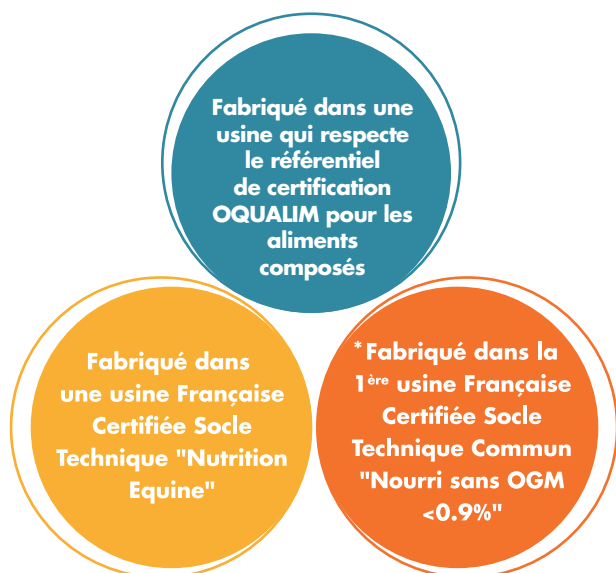 Fabriqué dans une
usine qui respecte
le référentiel
de certification
OQUALIM pour les
aliments
composés
Fabriqué dans
une usine Française
Certifiée Socle
Technique "Nutrition
Equine"
*Fabriqué dans la
1ère usine Française
Certifiée Socle
Technique Commun
"Nourri sans OGM
<0.9%"